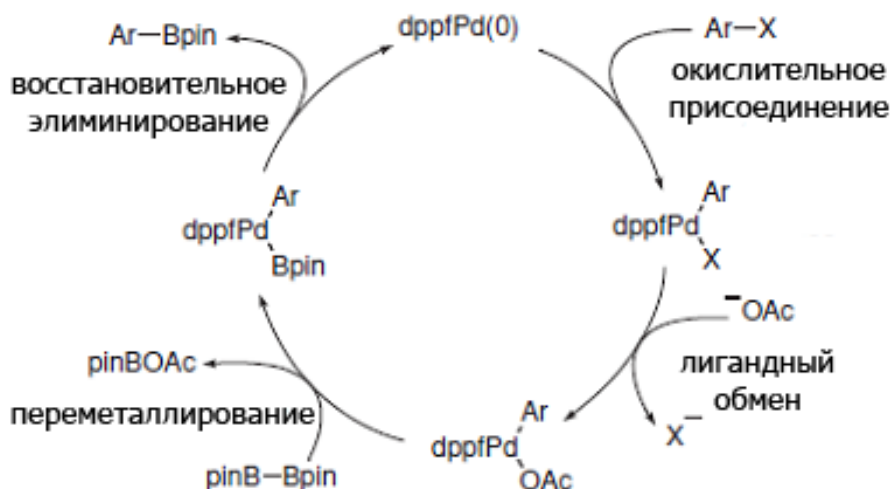 dppfPd(0)
Ar–X
окислительное
присоединение
Ar
dppfPd
X
⁻OAc
лигандный
обмен
X⁻
Ar
dppfPd
OAc
pinB–Bpin
переметаллирование
pinBOAc
Ar
dppfPd
Bpin
восстановительное
элиминирование
Ar–Bpin